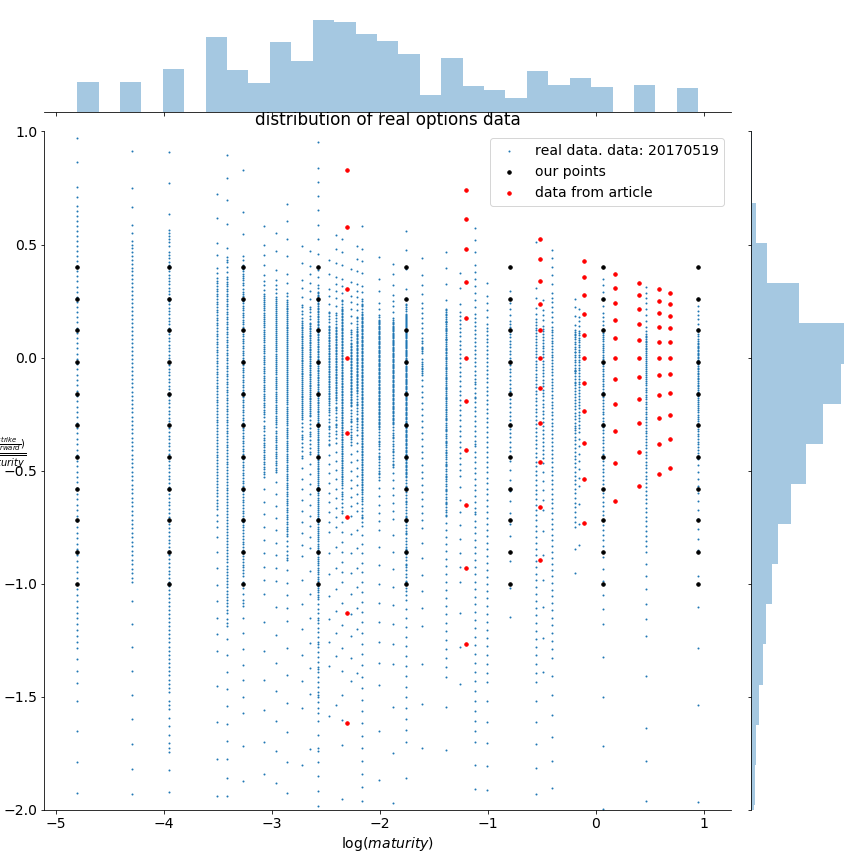 distribution of real options data
real data. data: 20170519
our points
data from article
1.0
0.5
0.0
−0.5
−1.0
−1.5
−2.0
−5 −4 −3 −2 −1 0 1
log(maturity)